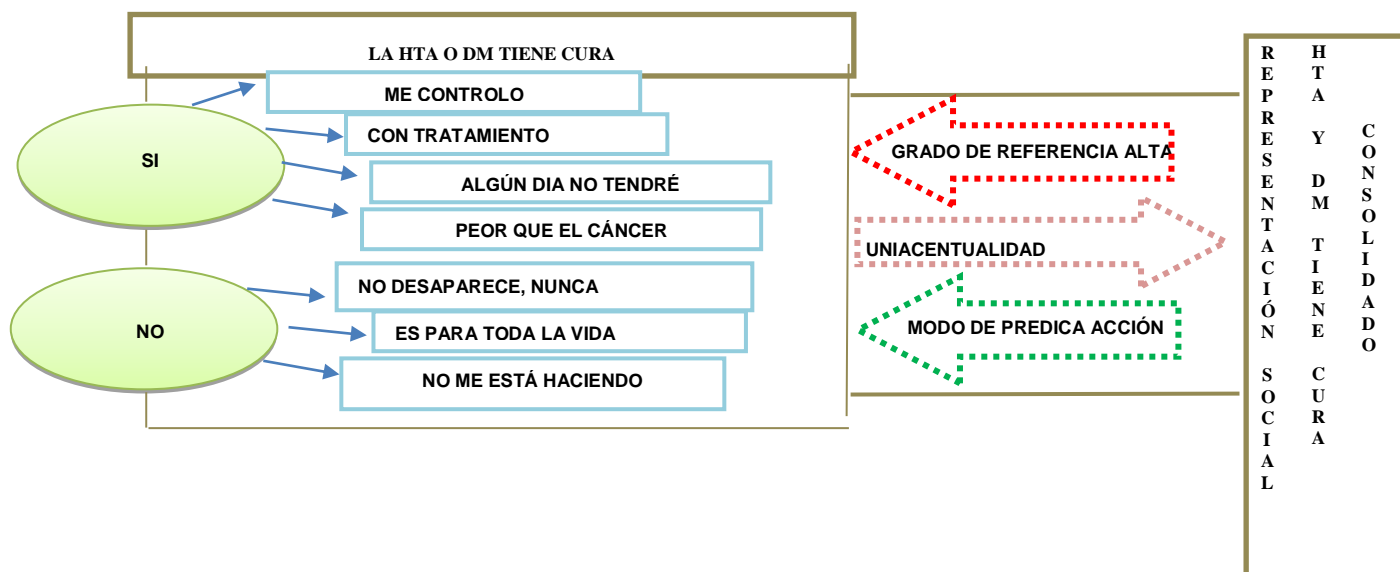 LA HTA O DM TIENE CURA
SI
ME CONTROLO
CON TRATAMIENTO
ALGÚN DIA NO TENDRÉ
PEOR QUE EL CÁNCER
NO
NO DESAPARECE, NUNCA
ES PARA TODA LA VIDA
NO ME ESTÁ HACIENDO
GRADO DE REFERENCIA ALTA
UNIACENTUALIDAD
MODO DE PREDICA ACCIÓN
REPRESENTACIÓN SOCIAL
HTA Y DM TIENE CURA
CONSOLIDADO